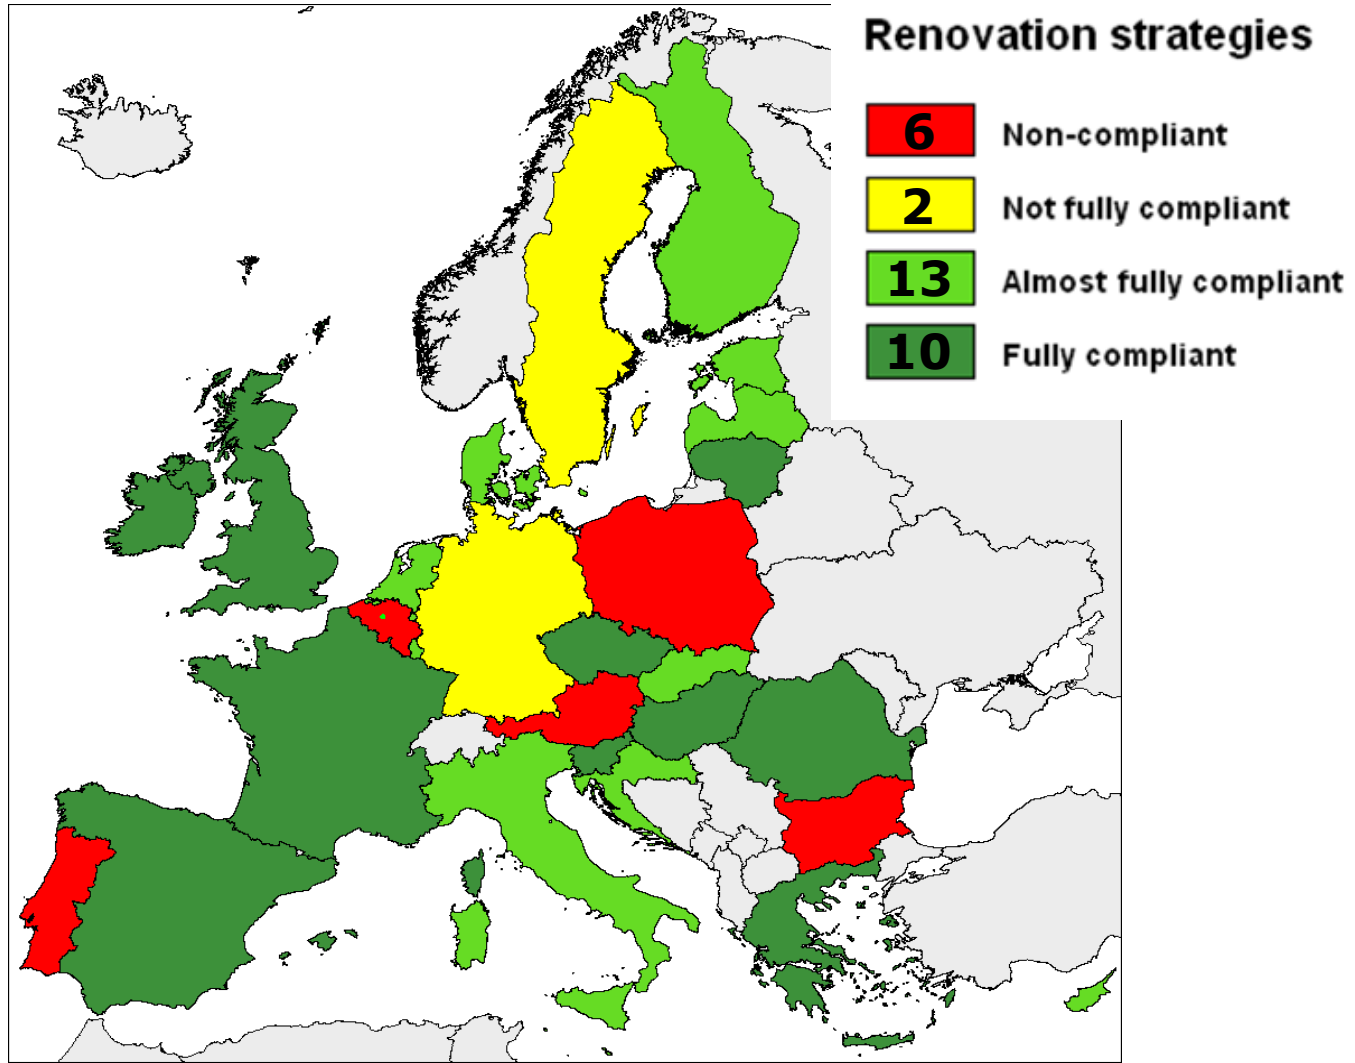 Renovation strategies
6 Non-compliant
2 Not fully compliant
13 Almost fully compliant
10 Fully compliant